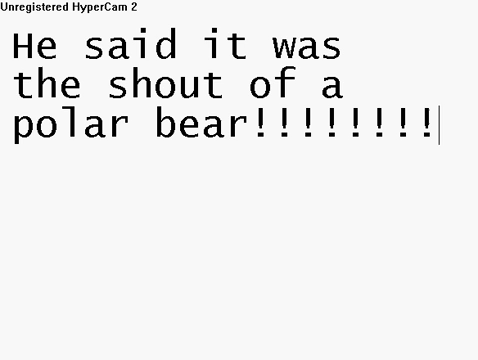 Unregistered HyperCam 2
He said it was
the shout of a
polar bear!!!!!!!!